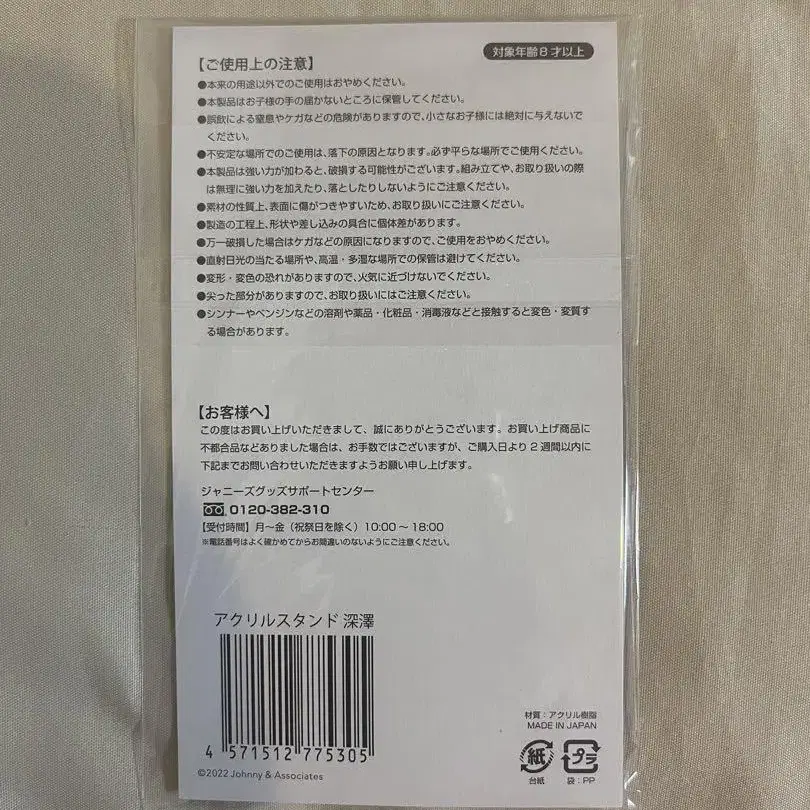 対象年齢8才以上
【ご使用上の注意】
●本来の用途以外でのご使用はおやめください。
●本製品はお子様の手の届かないところに保管してください。
●誤飲による窒息やケガなどの危険がありますので、小さなお子様には絶対に与えないで
ください。
●不安定な場所でのご使用は、落下の原因となります。必ず平らな場所でご使用ください。
●本製品は強い力が加わると、破損する可能性がございます。組み立てや、お取り扱いの際
は無理に強い力を加えたり、落としたりしないようにご注意ください。
●素材の性質上、表面に傷がつきやすいため、お取り扱いにご注意ください。
●製造の工程上、形状や差し込みの具合に個体差があります。
●万一破損した場合はケガなどの原因になりますので、ご使用をおやめください。
●直射日光の当たる場所や、高温・多湿な場所での保管は避けてください。
●変形・変色の恐れがありますので、火気に近づけないでください。
●尖った部分がありますので、お取り扱いにはご注意ください。
●シンナーやベンジンなどの溶剤や薬品・化粧品・消毒液などと接触すると変色・変質す
る場合があります。
【お客様へ】
この度はお買い上げいただきまして、誠にありがとうございます。お買い上げ商品に
不都合品などありました場合は、お手数ではございますが、ご購入日より2週間以内に
下記までお問い合わせいただきますようお願い申し上げます。
ジャニーズグッズサポートセンター
0120-382-310
【受付時間】月〜金（祝祭日を除く）10:00〜18:00
※電話番号はよく確かめてからお間違いのないようにご注意ください。
アクリルスタンド 深澤
4 571512 775305
©2022 Johnny & Associates
材質：アクリル樹脂
MADE IN JAPAN
紙 プラ
台紙 袋：PP